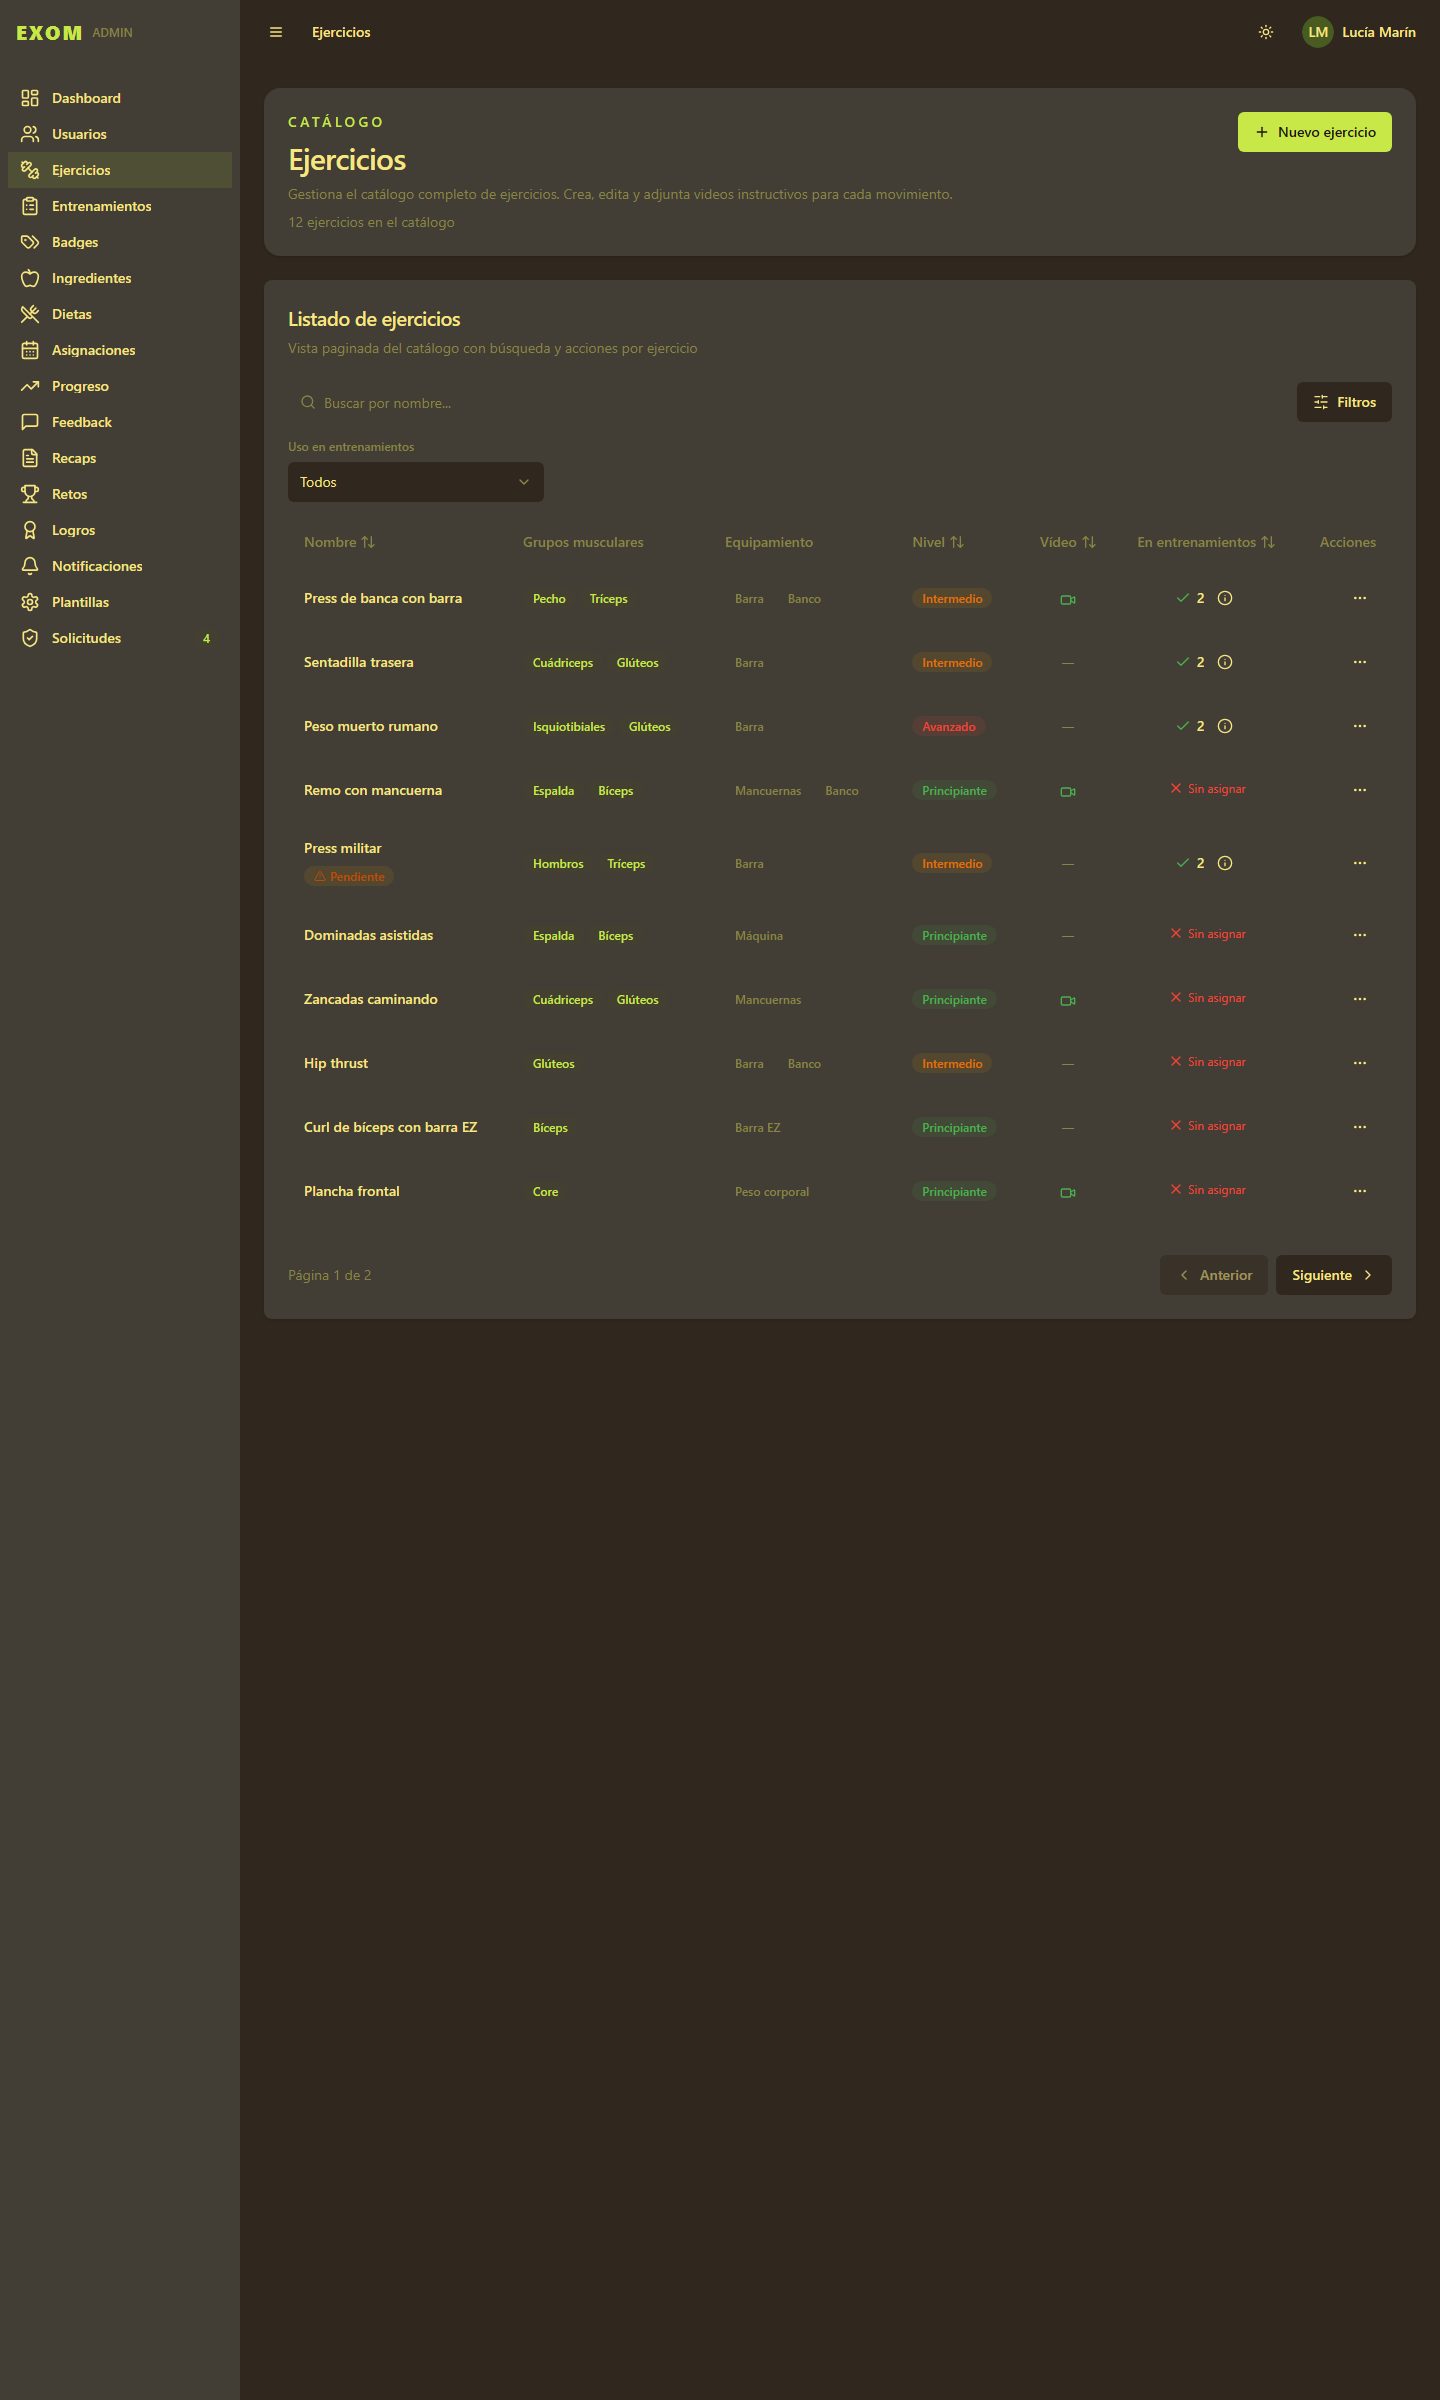 EXOM ADMIN
Dashboard
Usuarios
Ejercicios
Entrenamientos
Badges
Ingredientes
Dietas
Asignaciones
Progreso
Feedback
Recaps
Retos
Logros
Notificaciones
Plantillas
Solicitudes 4
Ejercicios
LM Lucía Marín
CATÁLOGO
Ejercicios
Gestiona el catálogo completo de ejercicios. Crea, edita y adjunta videos instructivos para cada movimiento.
12 ejercicios en el catálogo
Nuevo ejercicio
Listado de ejercicios
Vista paginada del catálogo con búsqueda y acciones por ejercicio
Buscar por nombre...
Filtros
Uso en entrenamientos
Todos
Nombre Grupos musculares Equipamiento Nivel Vídeo En entrenamientos Acciones
Press de banca con barra Pecho Tríceps Barra Banco Intermedio 2
Sentadilla trasera Cuádriceps Glúteos Barra Intermedio — 2
Peso muerto rumano Isquiotibiales Glúteos Barra Avanzado — 2
Remo con mancuerna Espalda Bíceps Mancuernas Banco Principiante Sin asignar
Press militar Hombros Tríceps Barra Intermedio — 2
Pendiente
Dominadas asistidas Espalda Bíceps Máquina Principiante — Sin asignar
Zancadas caminando Cuádriceps Glúteos Mancuernas Principiante Sin asignar
Hip thrust Glúteos Barra Banco Intermedio — Sin asignar
Curl de bíceps con barra EZ Bíceps Barra EZ Principiante — Sin asignar
Plancha frontal Core Peso corporal Principiante Sin asignar
Página 1 de 2
Anterior
Siguiente